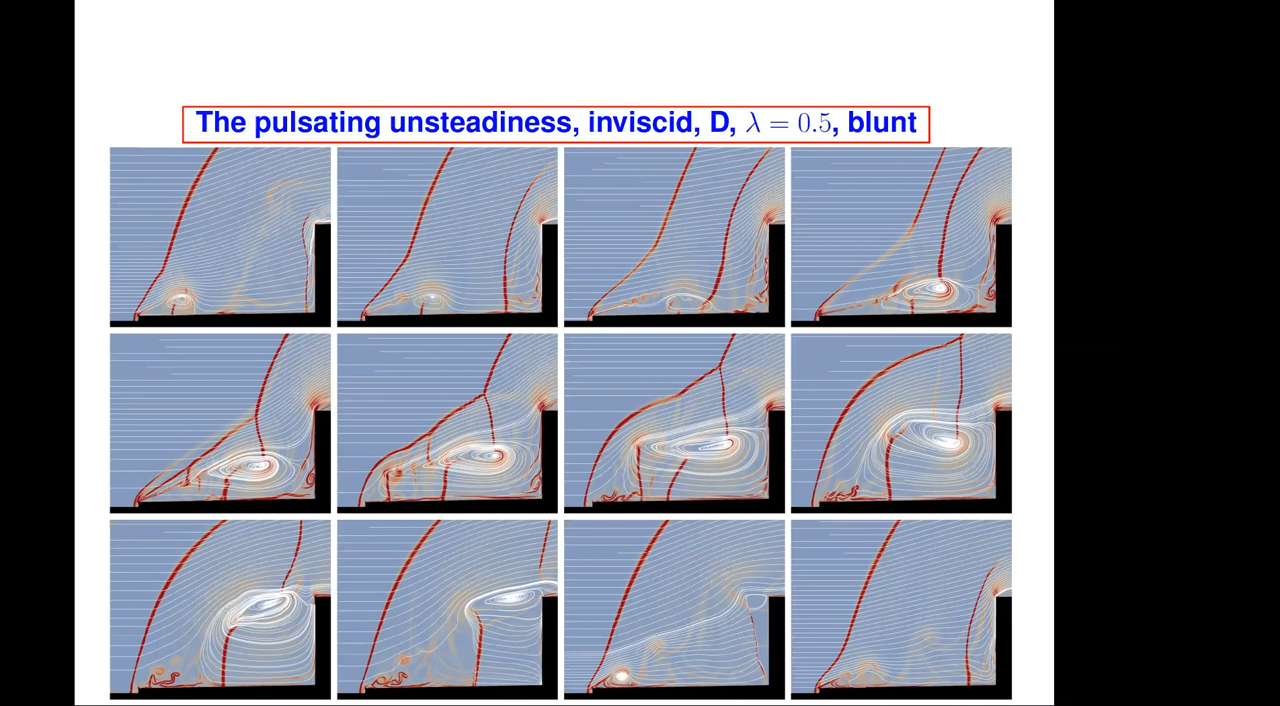 The pulsating unsteadiness, inviscid, D, λ = 0.5, blunt